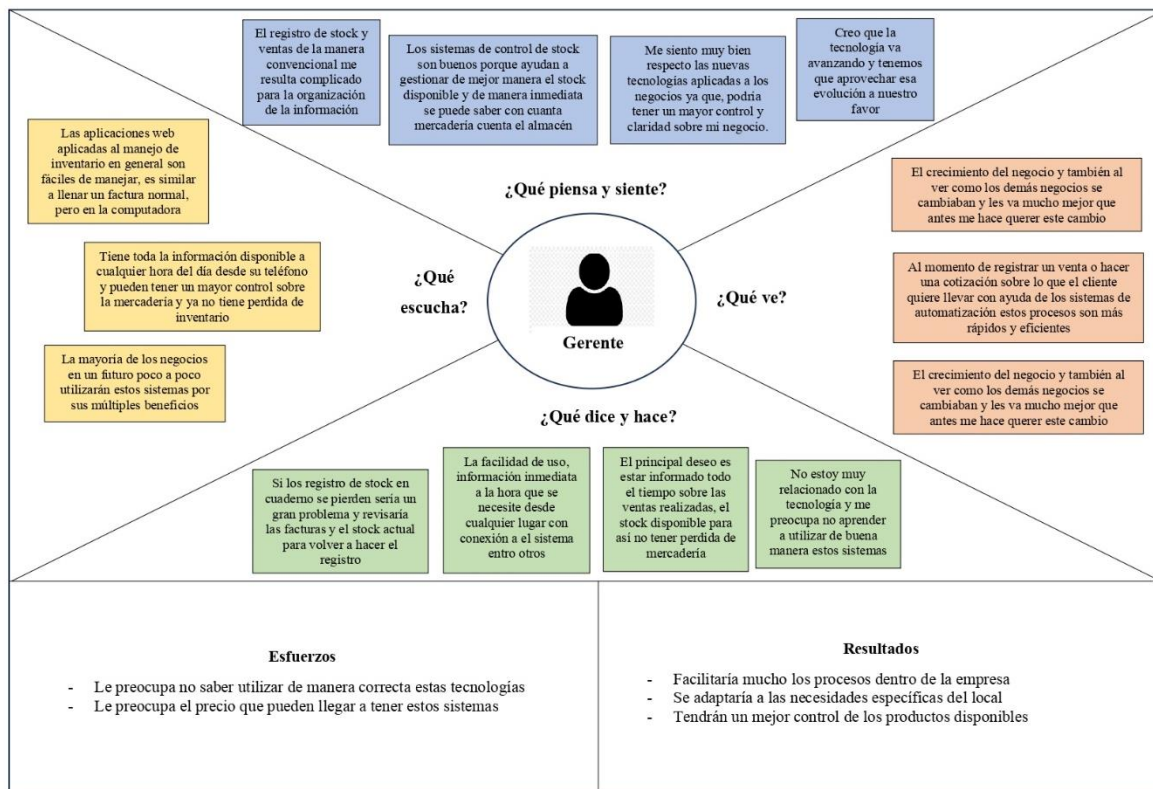 El registro de stock y
ventas de la manera
convencional me
resulta complicado
para la organización
de la información
Los sistemas de control de stock
son buenos porque ayudan a
gestionar de mejor manera el stock
disponible y de manera inmediata
se puede saber con cuanta
mercadería cuenta el almacén
Me siento muy bien
respecto las nuevas
tecnologías aplicadas a los
negocios ya que, podría
tener un mayor control y
claridad sobre mi negocio.
Creo que la
tecnología va
avanzando y tenemos
que aprovechar esa
evolución a nuestro
favor
¿Qué piensa y siente?
Las aplicaciones web
aplicadas al manejo de
inventario en general son
fáciles de manejar, es similar
a llenar un factura normal,
pero en la computadora
Tiene toda la información disponible a
cualquier hora del día desde su teléfono
y pueden tener un mayor control sobre
la mercadería y ya no tiene perdida de
inventario
La mayoría de los negocios
en un futuro poco a poco
utilizarán estos sistemas por
sus múltiples beneficios
¿Qué
escucha?
Gerente
¿Qué ve?
El crecimiento del negocio y también al
ver como los demás negocios se
cambiaban y les va mucho mejor que
antes me hace querer este cambio
Al momento de registrar un venta o hacer
una cotización sobre lo que el cliente
quiere llevar con ayuda de los sistemas de
automatización estos procesos son más
rápidos y eficientes
El crecimiento del negocio y también al
ver como los demás negocios se
cambiaban y les va mucho mejor que
antes me hace querer este cambio
¿Qué dice y hace?
Si los registro de stock en
cuaderno se pierden sería un
gran problema y revisaría
las facturas y el stock actual
para volver a hacer el
registro
La facilidad de uso,
información inmediata
a la hora que se
necesite desde
cualquier lugar con
conexión a el sistema
entro otros
El principal deseo es
estar informado todo
el tiempo sobre las
ventas realizadas, el
stock disponible para
así no tener perdida de
mercadería
No estoy muy
relacionado con la
tecnología y me
preocupa no aprender
a utilizar de buena
manera estos sistemas
Esfuerzos
- Le preocupa no saber utilizar de manera correcta estas tecnologías
- Le preocupa el precio que pueden llegar a tener estos sistemas
Resultados
- Facilitaría mucho los procesos dentro de la empresa
- Se adaptaría a las necesidades específicas del local
- Tendrán un mejor control de los productos disponibles